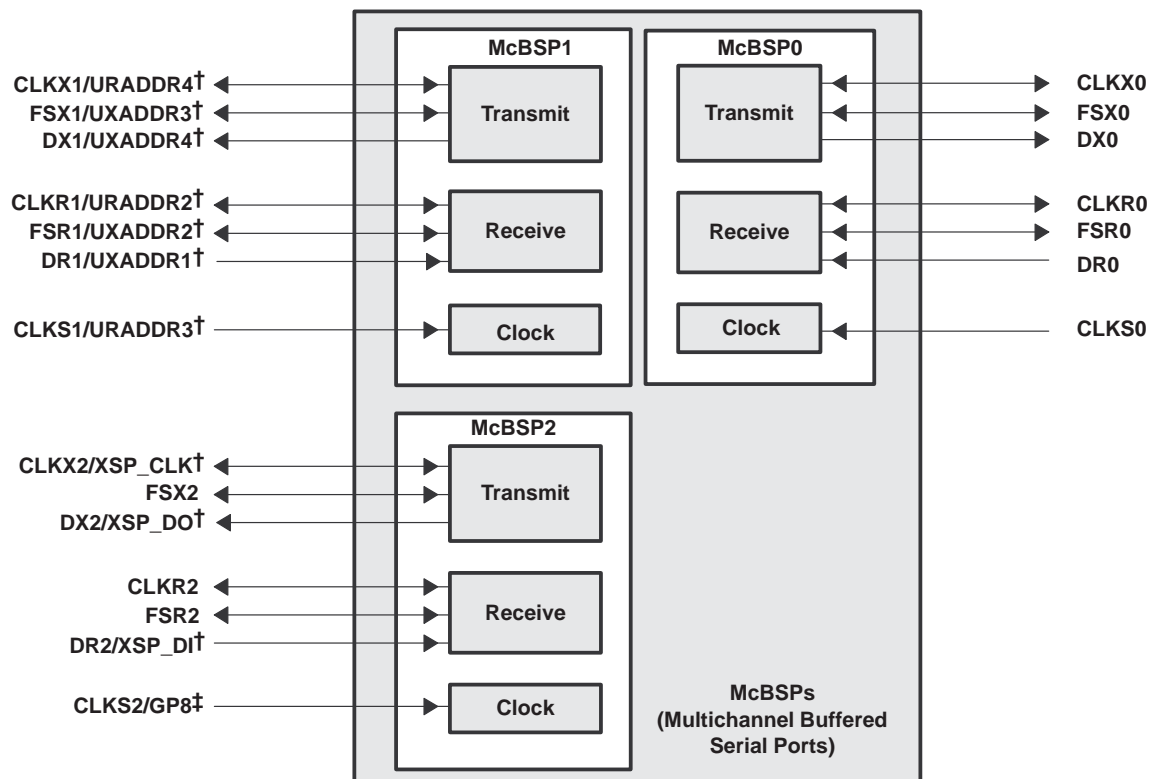 McBSP1
CLKX1/URADDR4†
FSX1/UXADDR3†
DX1/UXADDR4†
Transmit
CLKR1/URADDR2†
FSR1/UXADDR2†
DR1/UXADDR1†
Receive
CLKS1/URADDR3†
Clock
McBSP0
Transmit
CLKX0
FSX0
DX0
Receive
CLKR0
FSR0
DR0
Clock
CLKS0
McBSP2
CLKX2/XSP_CLK†
FSX2
DX2/XSP_DO†
Transmit
CLKR2
FSR2
DR2/XSP_DI†
Receive
CLKS2/GP8‡
Clock
McBSPs
(Multichannel Buffered
Serial Ports)